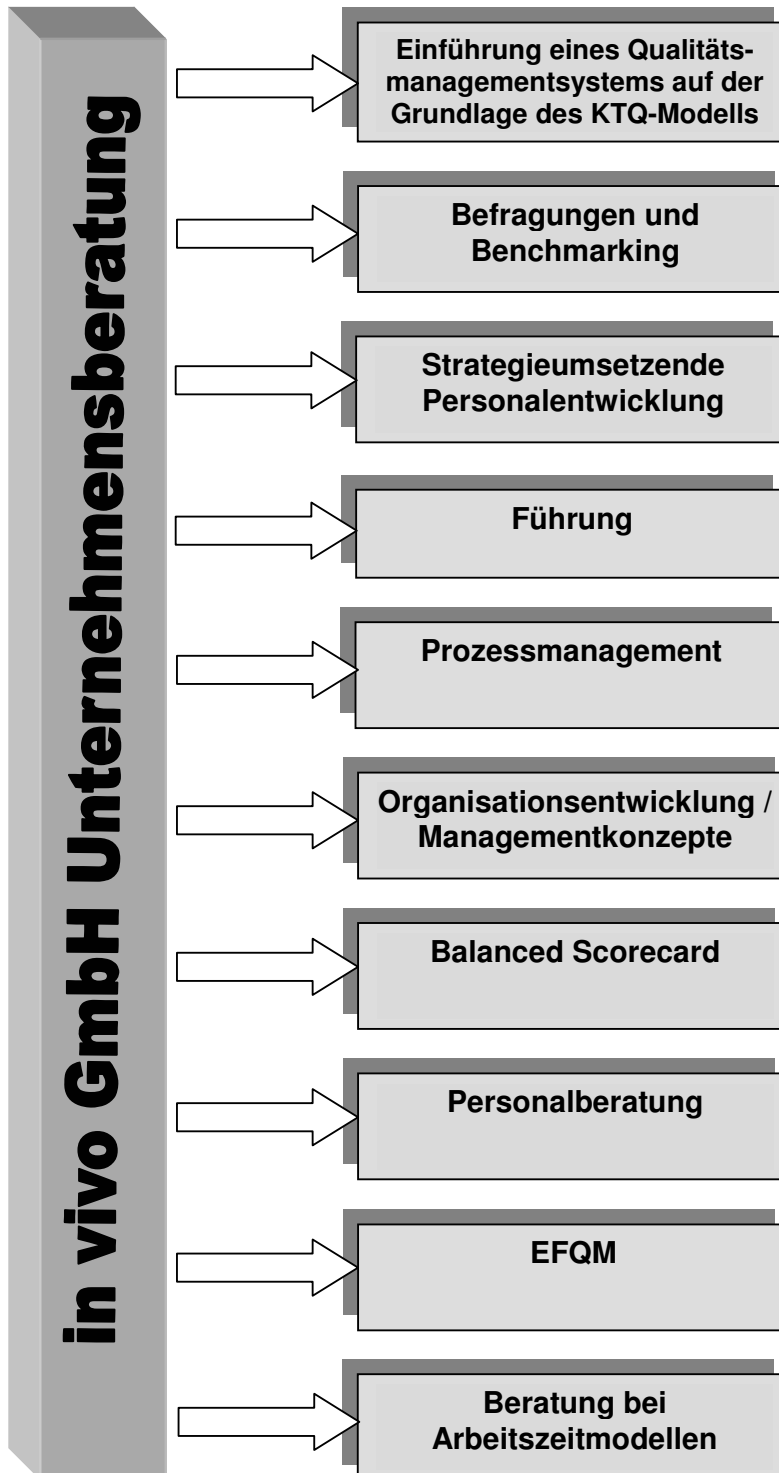 in vivo GmbH Unternehmensberatung
Einführung eines Qualitäts-
managementsystems auf der
Grundlage des KTQ-Modells
Befragungen und
Benchmarking
Strategieumsetzende
Personalentwicklung
Führung
Prozessmanagement
Organisationsentwicklung /
Managementkonzepte
Balanced Scorecard
Personalberatung
EFQM
Beratung bei
Arbeitszeitmodellen